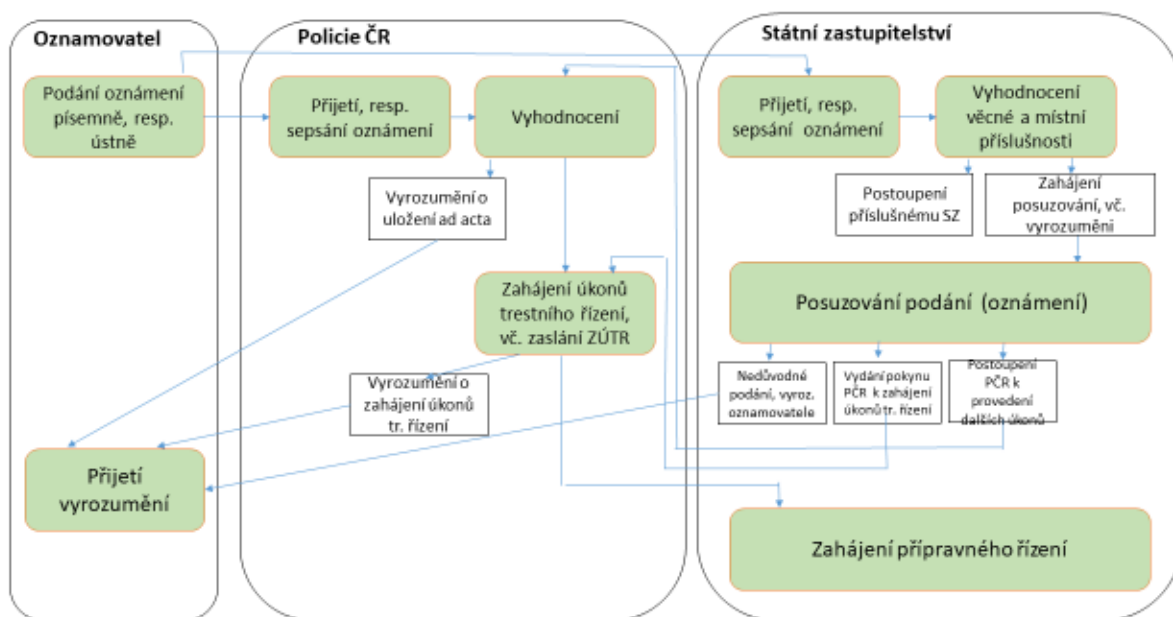 Oznamovatel
Podání oznámení
písemně, resp.
ústně
Přijetí
vyrozumění
Policie ČR
Přijetí, resp.
sepsání oznámení
Vyhodnocení
Vyrozumění o
uložení ad acta
Zahájení úkonů
trestního řízení,
vč. zaslání ZÚTR
Vyrozumění o
zahájení úkonů
tr. řízení
Státní zastupitelství
Přijetí, resp.
sepsání oznámení
Vyhodnocení
věcné a místní
příslušnosti
Postoupení
příslušnému SZ
Zahájení
posuzování, vč.
vyrozumění
Posuzování podání (oznámení)
Nedůvodné
podání, vyroz.
oznamovatele
Vydání pokynu
PČR k zahájení
úkonů tr. řízení
Postoupení
PČR k
provedení
dalších úkonů
Zahájení přípravného řízení